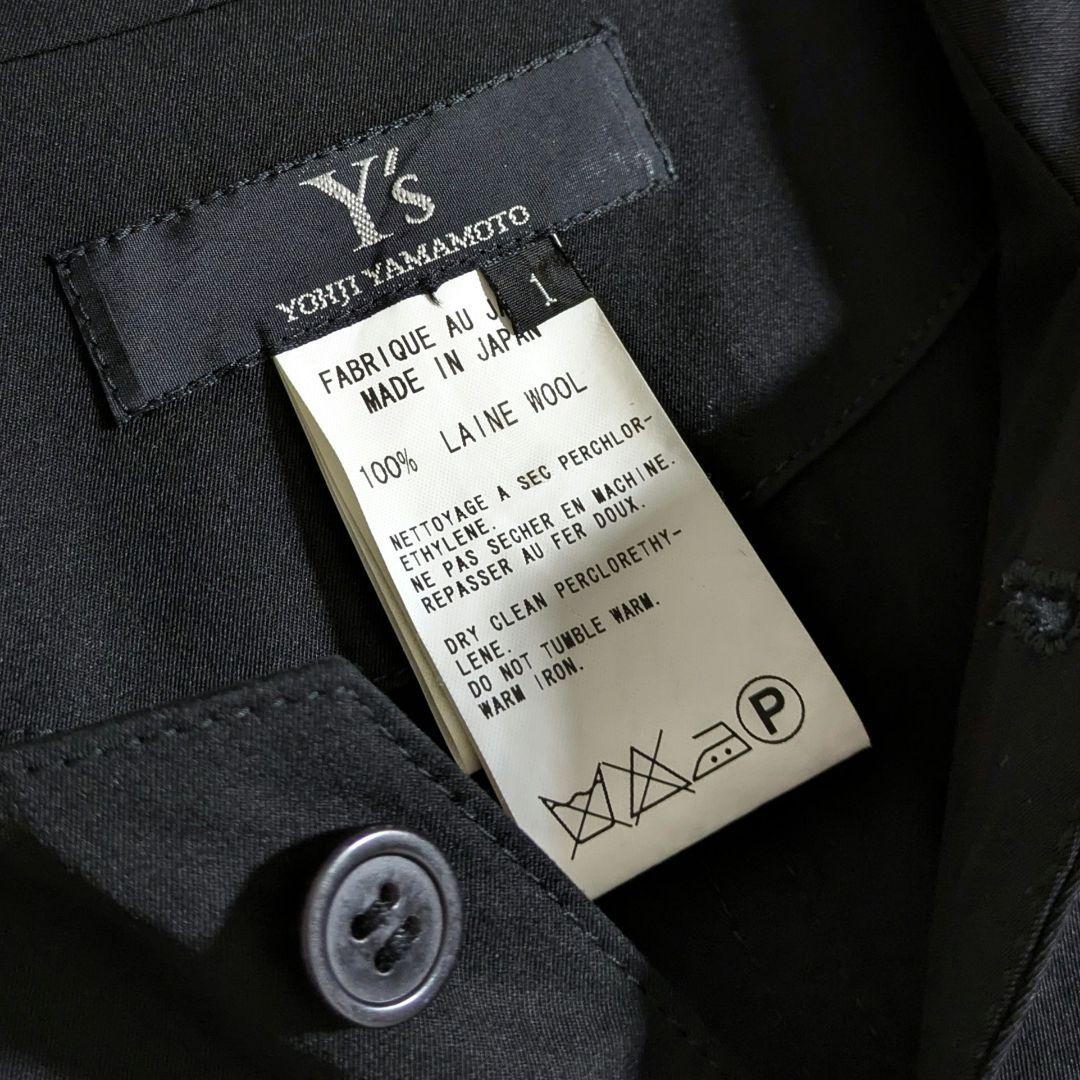 Y's
YOHJI YAMAMOTO
1
FABRIQUE AU
MADE IN JAPAN
100% LAINE WOOL
NETTOYAGE A SEC PERCHLOR-
ETHYLENE.
NE PAS SECHER EN MACHINE.
REPASSER AU FER DOUX.
DRY CLEAN PERCLORETHY-
LENE.
DO NOT TUMBLE WARM.
WARM IRON.
P